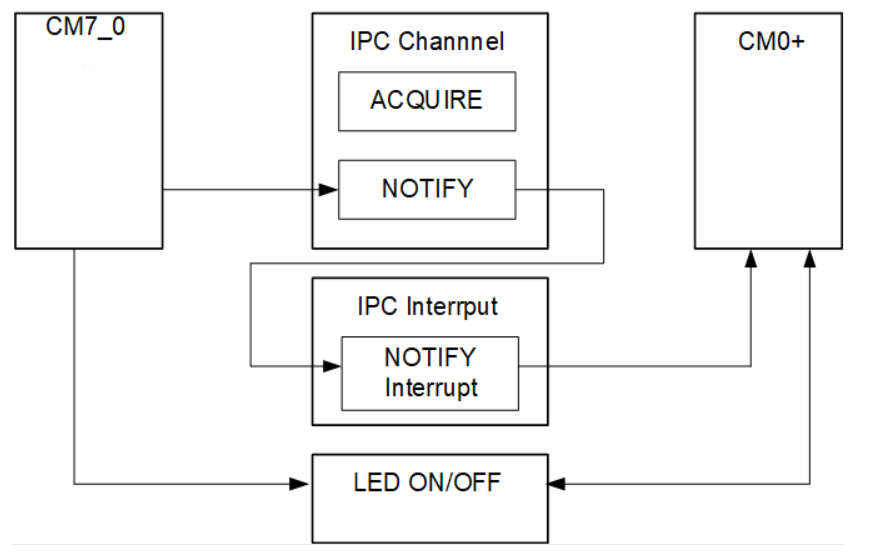 CM7_0
IPC Channnel
CM0+
ACQUIRE
NOTIFY
IPC Interrput
NOTIFY
Interrupt
LED ON/OFF